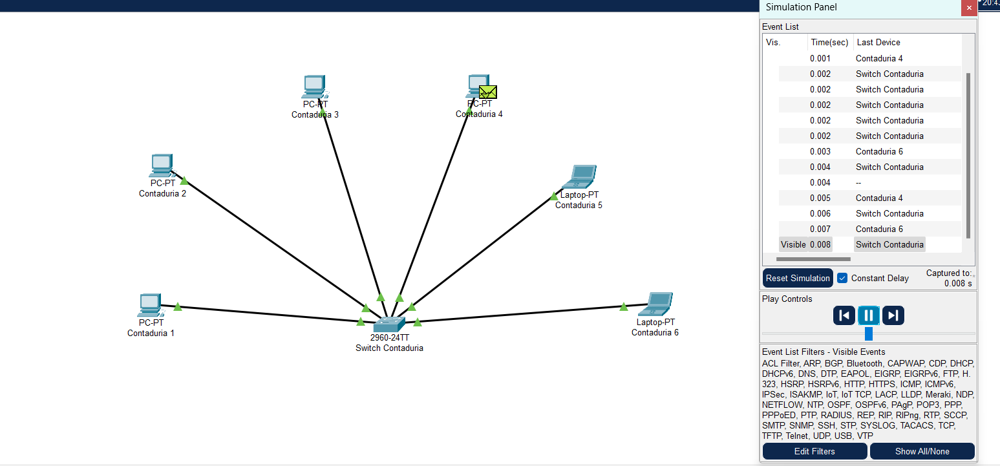 Simulation Panel
20:4
Event List
Vis. Time(sec) Last Device
0.001 Contaduria 4
0.002 Switch Contaduria
0.002 Switch Contaduria
0.002 Switch Contaduria
0.002 Switch Contaduria
0.002 Switch Contaduria
0.003 Contaduria 6
0.004 Switch Contaduria
0.004 --
0.005 Contaduria 4
0.006 Switch Contaduria
0.007 Contaduria 6
Visible 0.008 Switch Contaduria
Reset Simulation Constant Delay Captured to:
0.008 s
Play Controls
Event List Filters - Visible Events
ACL Filter, ARP, BGP, Bluetooth, CAPWAP, CDP, DHCP,
DHCPv6, DNS, DTP, EAPOL, EIGRP, EIGRPv6, FTP, H.
323, HSRP, HSRPv6, HTTP, HTTPS, ICMP, ICMPv6,
IPSec, ISAKMP, IoT, IoT TCP, LACP, LLDP, Meraki, NDP,
NETFLOW, NTP, OSPF, OSPFv6, PAgP, POP3, PPP,
PPPoED, PTP, RADIUS, REP, RIP, RIPng, RTP, SCCP,
SMTP, SNMP, SSH, STP, SYSLOG, TACACS, TCP,
TFTP, Telnet, UDP, USB, VTP
Edit Filters Show All/None
PC-PT
Contaduria 3
PC-PT
Contaduria 4
PC-PT
Contaduria 2
Laptop-PT
Contaduria 5
PC-PT
Contaduria 1
2960-24TT
Switch Contaduria
Laptop-PT
Contaduria 6